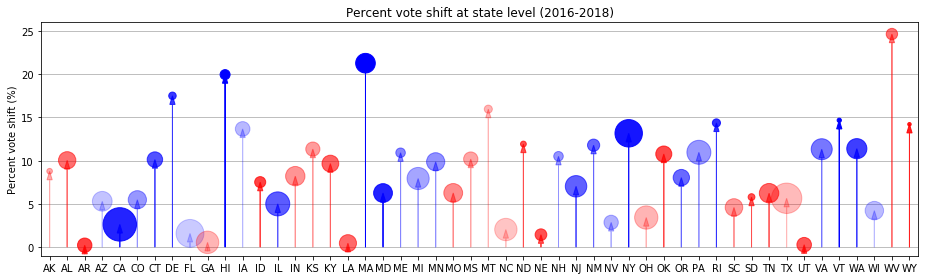 Percent vote shift at state level (2016-2018)
Percent vote shift (%)
25
20
15
10
5
0
AK AL AR AZ CA CO CT DE FL GA HI IA ID IL IN KS KY LA MA MD ME MI MN MO MS MT NC ND NE NH NJ NM NV NY OH OK OR PA RI SC SD TN TX UT VA VT WA WI WV WY